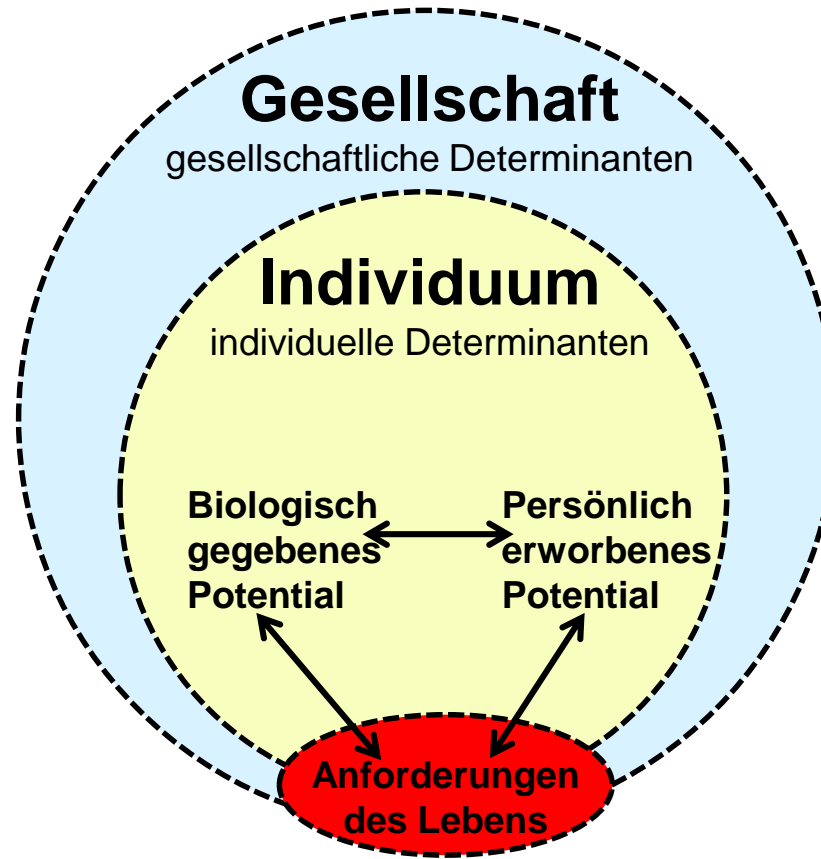 Gesellschaft
gesellschaftliche Determinanten
Individuum
individuelle Determinanten
Biologisch
gegebenes
Potential
Persönlich
erworbenes
Potential
Anforderungen
des Lebens